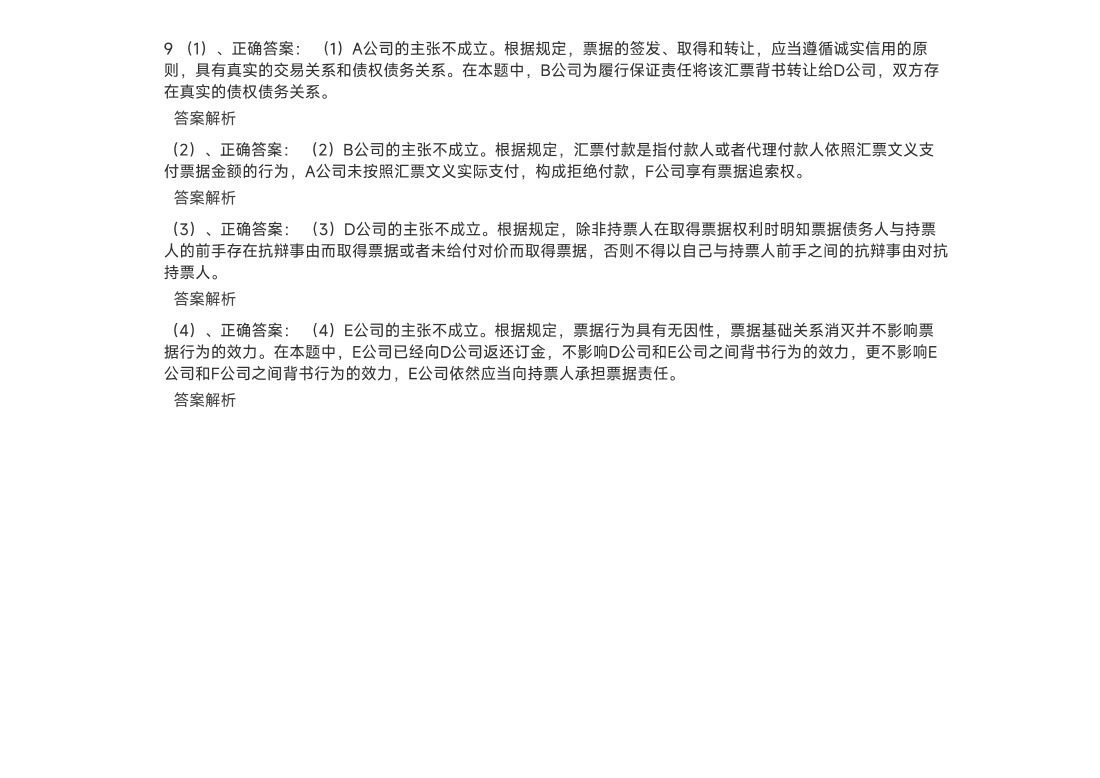 9 （1）、正确答案： （1）A公司的主张不成立。根据规定，票据的签发、取得和转让，应当遵循诚实信用的原
则，具有真实的交易关系和债权债务关系。在本题中，B公司为履行保证责任将该汇票背书转让给D公司，双方存
在真实的债权债务关系。
答案解析
（2）、正确答案： （2）B公司的主张不成立。根据规定，汇票付款是指付款人或者代理付款人依照汇票文义支
付票据金额的行为，A公司未按照汇票文义实际支付，构成拒绝付款，F公司享有票据追索权。
答案解析
（3）、正确答案： （3）D公司的主张不成立。根据规定，除非持票人在取得票据权利时明知票据债务人与持票
人的前手存在抗辩事由而取得票据或者未给付对价而取得票据，否则不得以自己与持票人前手之间的抗辩事由对抗
持票人。
答案解析
（4）、正确答案： （4）E公司的主张不成立。根据规定，票据行为具有无因性，票据基础关系消灭并不影响票
据行为的效力。在本题中，E公司已经向D公司返还订金，不影响D公司和E公司之间背书行为的效力，更不影响E
公司和F公司之间背书行为的效力，E公司依然应当向持票人承担票据责任。
答案解析